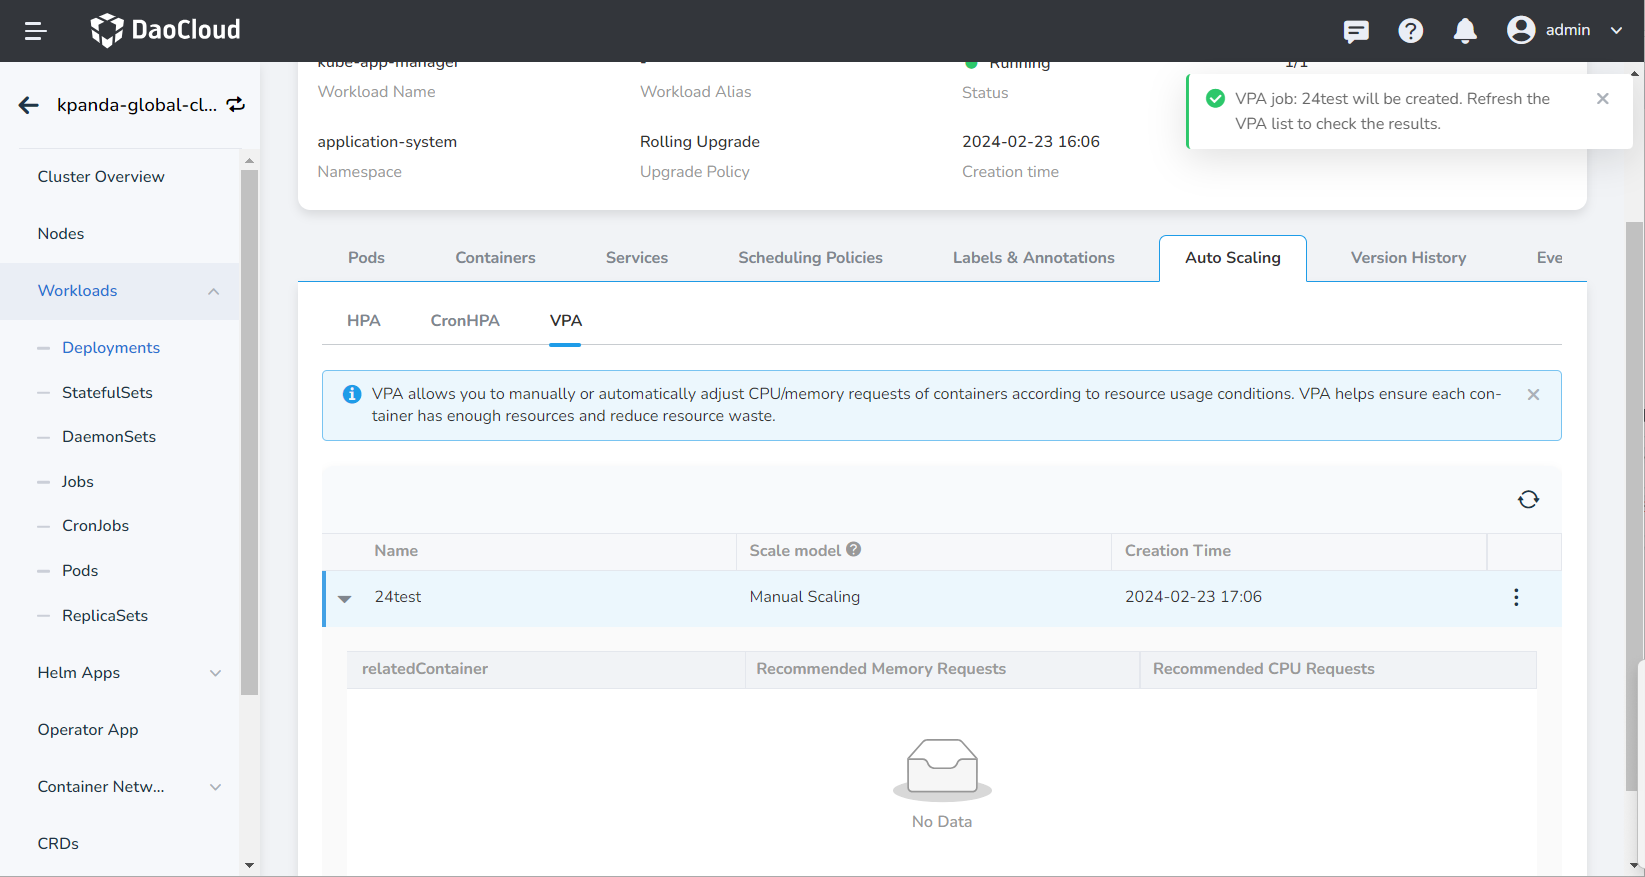 DaoCloud
admin
kpanda-global-cl...
Cluster Overview
Nodes
Workloads
Deployments
StatefulSets
DaemonSets
Jobs
CronJobs
Pods
ReplicaSets
Helm Apps
Operator App
Container Netw...
CRDs
kube-app-manager
-
Running
1/1
Workload Name
Workload Alias
Status
application-system
Rolling Upgrade
2024-02-23 16:06
Namespace
Upgrade Policy
Creation time
VPA job: 24test will be created. Refresh the
VPA list to check the results.
Pods
Containers
Services
Scheduling Policies
Labels & Annotations
Auto Scaling
Version History
Eve
HPA
CronHPA
VPA
VPA allows you to manually or automatically adjust CPU/memory requests of containers according to resource usage conditions. VPA helps ensure each con-
tainer has enough resources and reduce resource waste.
Name
Scale model
Creation Time
24test
Manual Scaling
2024-02-23 17:06
relatedContainer
Recommended Memory Requests
Recommended CPU Requests
No Data